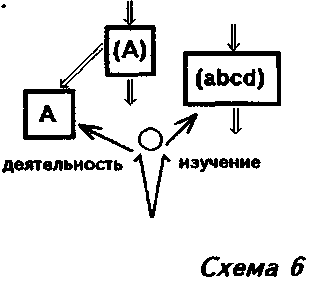 (A)
(abcd)
A
деятельность изучение
Схема 6